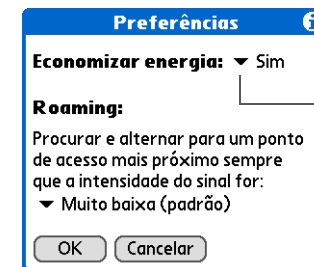 Preferências
Economizar energia: Sim
Roaming:
Procurar e alternar para um ponto
de acesso mais próximo sempre
que a intensidade do sinal for:
Muito baixa (padrão)
OK Cancelar